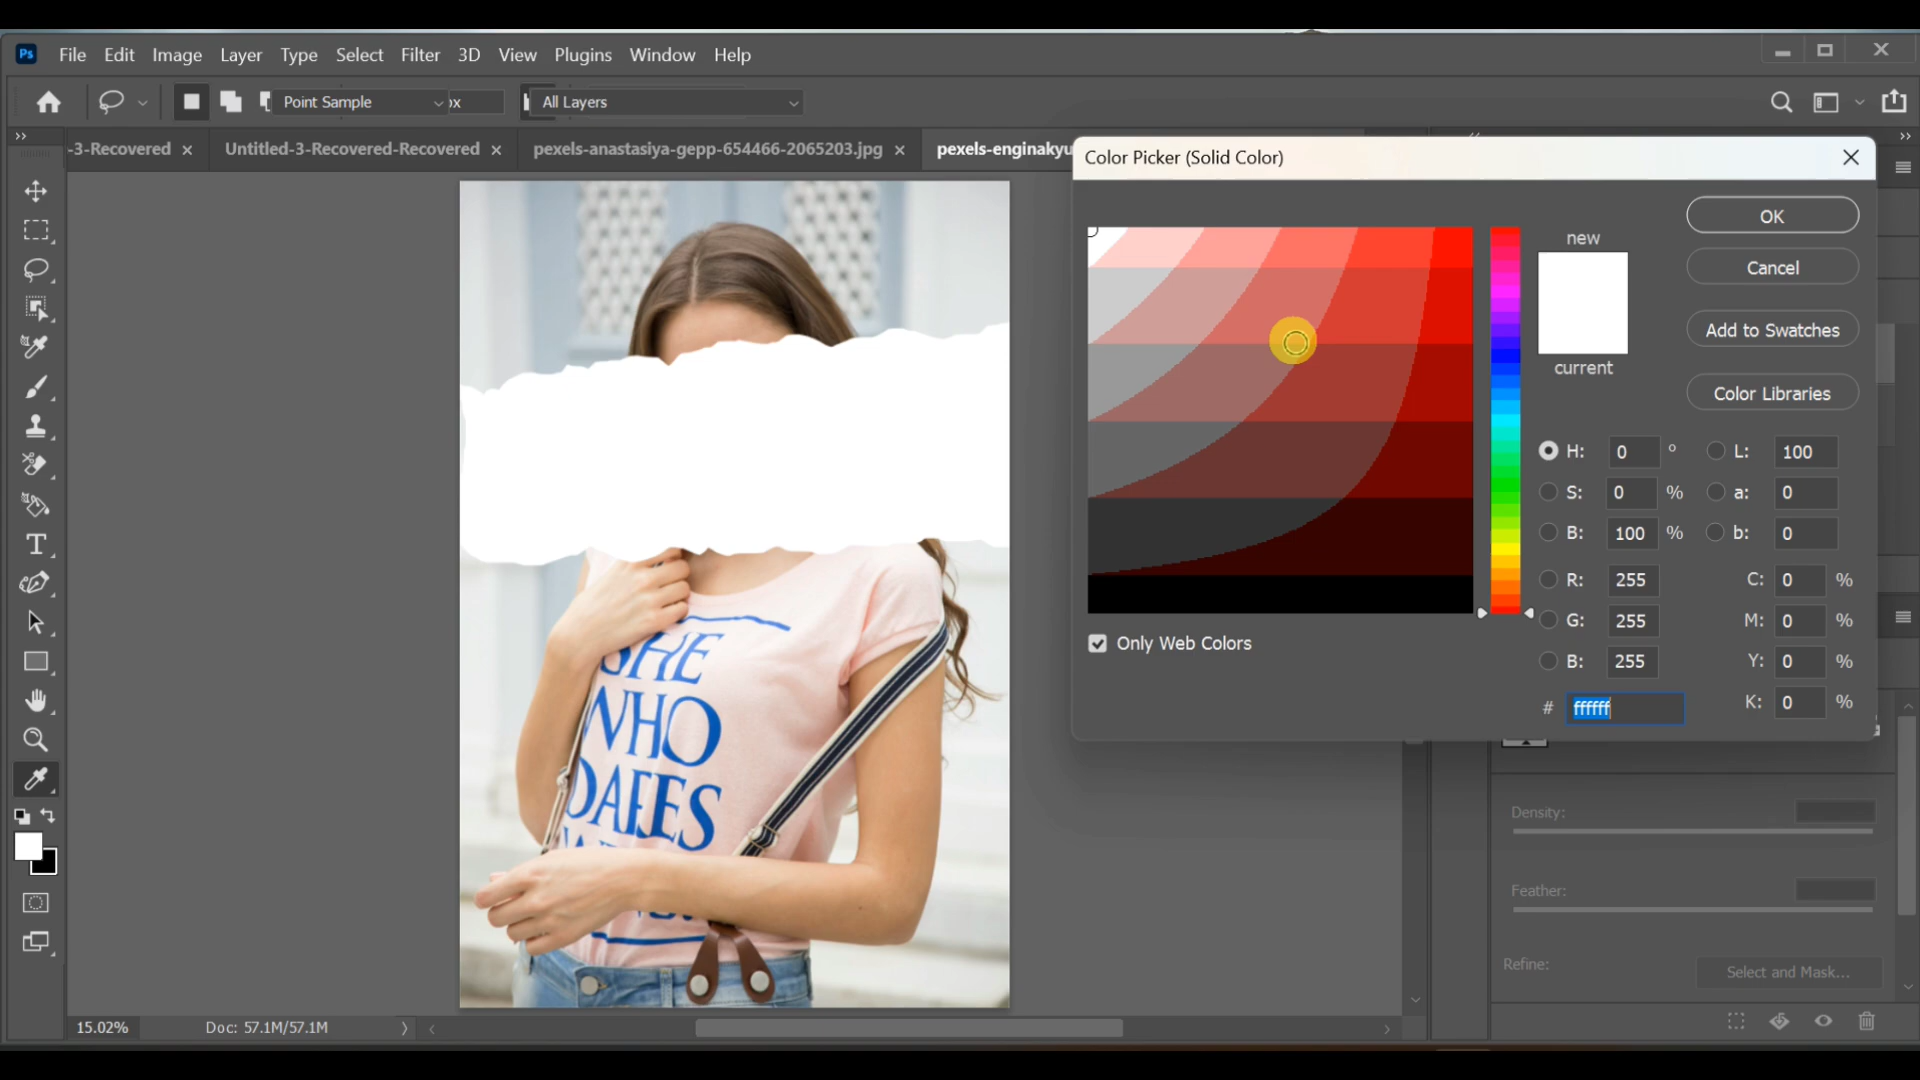 Ps File Edit Image Layer Type Select Filter 3D View Plugins Window Help
Point Sample px All Layers
-3-Recovered × Untitled-3-Recovered-Recovered × pexels-anastasiya-gepp-654466-2065203.jpg × pexels-enginakyu
Color Picker (Solid Color)
new
current
OK
Cancel
Add to Swatches
Color Libraries
H: 0 ° L: 100
S: 0 % a: 0
B: 100 % b: 0
R: 255 C: 0 %
G: 255 M: 0 %
B: 255 Y: 0 %
# ffffff K: 0 %
Only Web Colors
SHE
WHO
DARES
Density:
Feather:
Refine:
Select and Mask...
15.02% Doc: 57.1M/57.1M